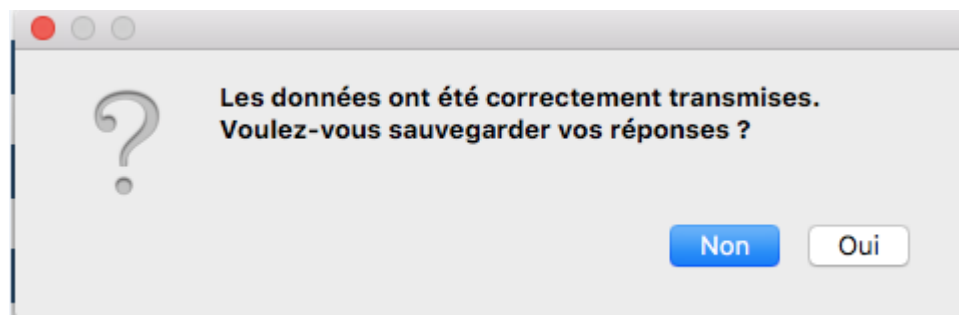 Les données ont été correctement transmises.
Voulez-vous sauvegarder vos réponses ?
Non
Oui